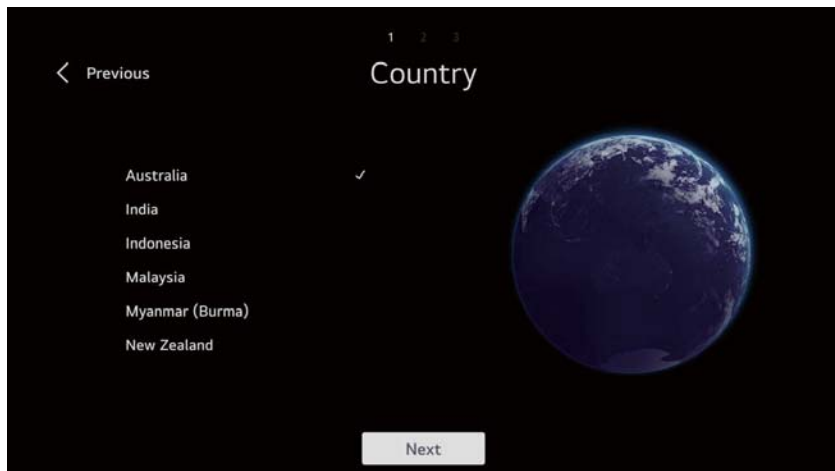 1 2 3
Previous
Country
Australia
India
Indonesia
Malaysia
Myanmar (Burma)
New Zealand
Next